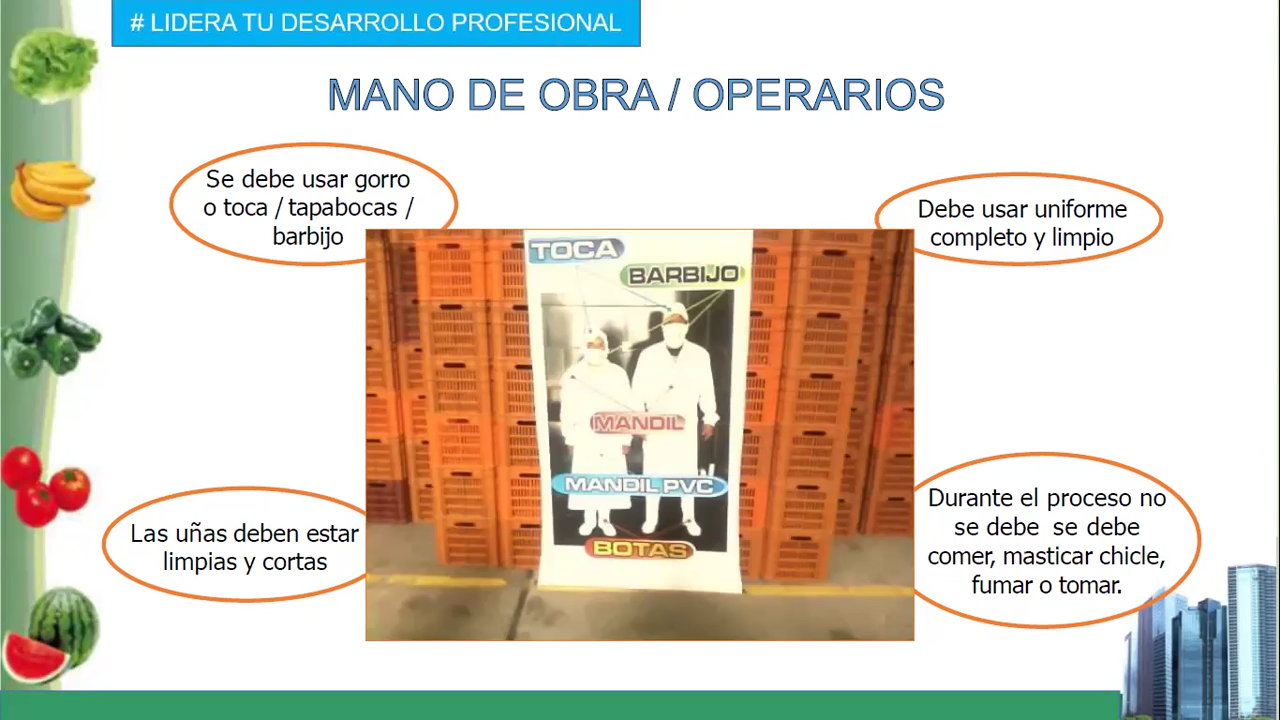 # LIDERA TU DESARROLLO PROFESIONAL
MANO DE OBRA / OPERARIOS
Se debe usar gorro
o toca / tapabocas /
barbijo
Debe usar uniforme
completo y limpio
TOCA
BARBIJO
MANDIL
MANDIL PVC
BOTAS
Las uñas deben estar
limpias y cortas
Durante el proceso no
se debe  se debe
comer, masticar chicle,
fumar o tomar.